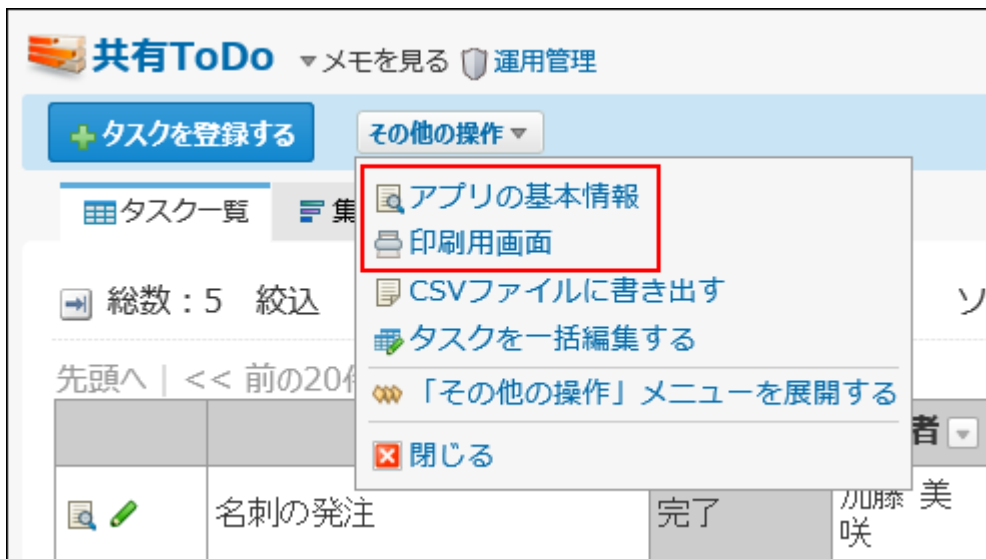 共有ToDo ▼メモを見る 運用管理
タスクを登録する その他の操作▼
タスク一覧 集
アプリの基本情報
印刷用画面
CSVファイルに書き出す
タスクを一括編集する
「その他の操作」メニューを展開する
閉じる
総数:5 絞込 ソ
先頭へ | << 前の20
者
名刺の発注 完了 加藤 美
咲